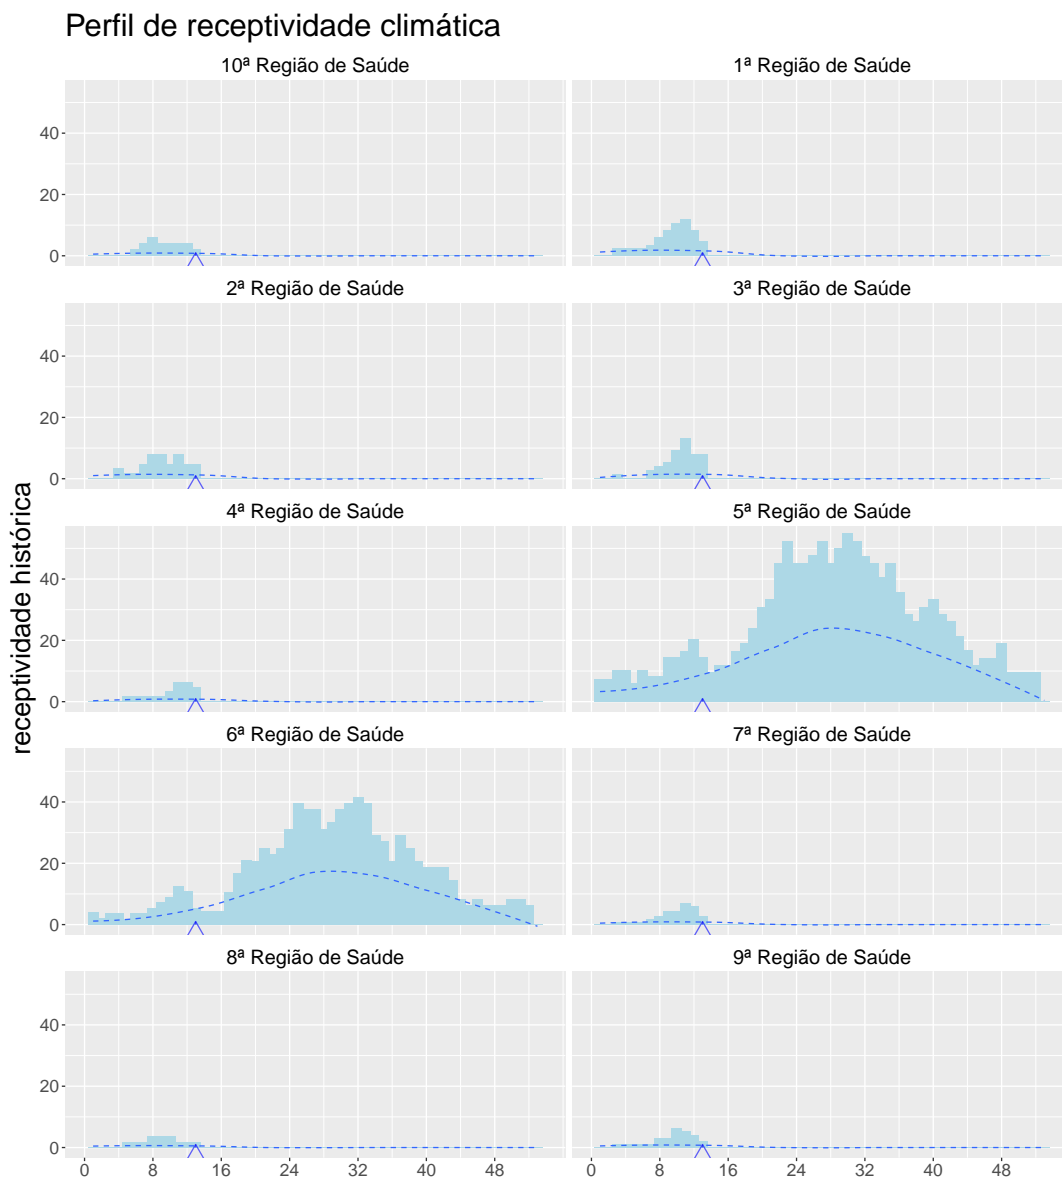 Perfil de receptividade climática
10ª Região de Saúde
1ª Região de Saúde
40
20
0
2ª Região de Saúde
3ª Região de Saúde
40
20
0
4ª Região de Saúde
5ª Região de Saúde
40
20
0
receptividade histórica
6ª Região de Saúde
7ª Região de Saúde
40
20
0
8ª Região de Saúde
9ª Região de Saúde
40
20
0
0 8 16 24 32 40 48 0 8 16 24 32 40 48